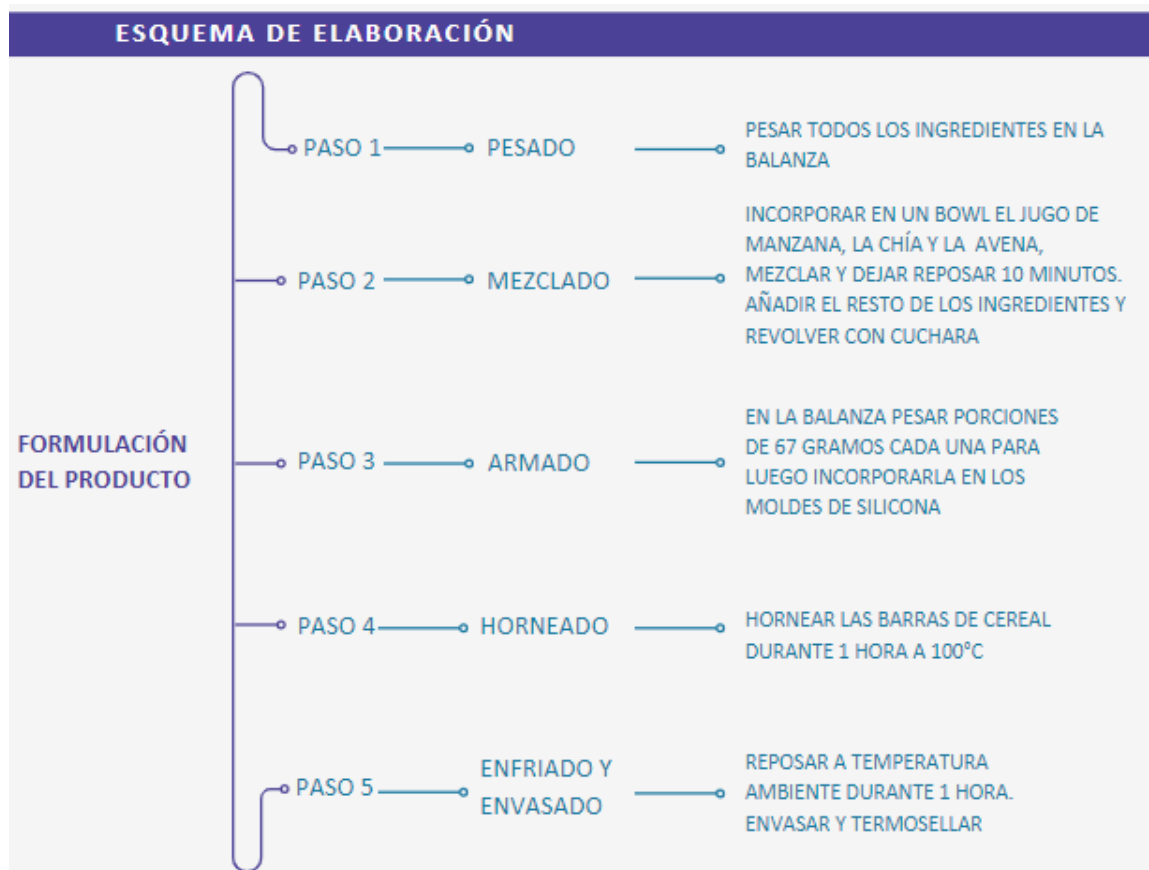 ESQUEMA DE ELABORACIÓN
FORMULACIÓN
DEL PRODUCTO
PASO 1
PESADO
PESAR TODOS LOS INGREDIENTES EN LA
BALANZA
PASO 2
MEZCLADO
INCORPORAR EN UN BOWL EL JUGO DE
MANZANA, LA CHÍA Y LA AVENA,
MEZCLAR Y DEJAR REPOSAR 10 MINUTOS.
AÑADIR EL RESTO DE LOS INGREDIENTES Y
REVOLVER CON CUCHARA
PASO 3
ARMADO
EN LA BALANZA PESAR PORCIONES
DE 67 GRAMOS CADA UNA PARA
LUEGO INCORPORARLA EN LOS
MOLDES DE SILICONA
PASO 4
HORNEADO
HORNEAR LAS BARRAS DE CEREAL
DURANTE 1 HORA A 100°C
PASO 5
ENFRIADO Y
ENVASADO
REPOSAR A TEMPERATURA
AMBIENTE DURANTE 1 HORA.
ENVASAR Y TERMOSELLAR